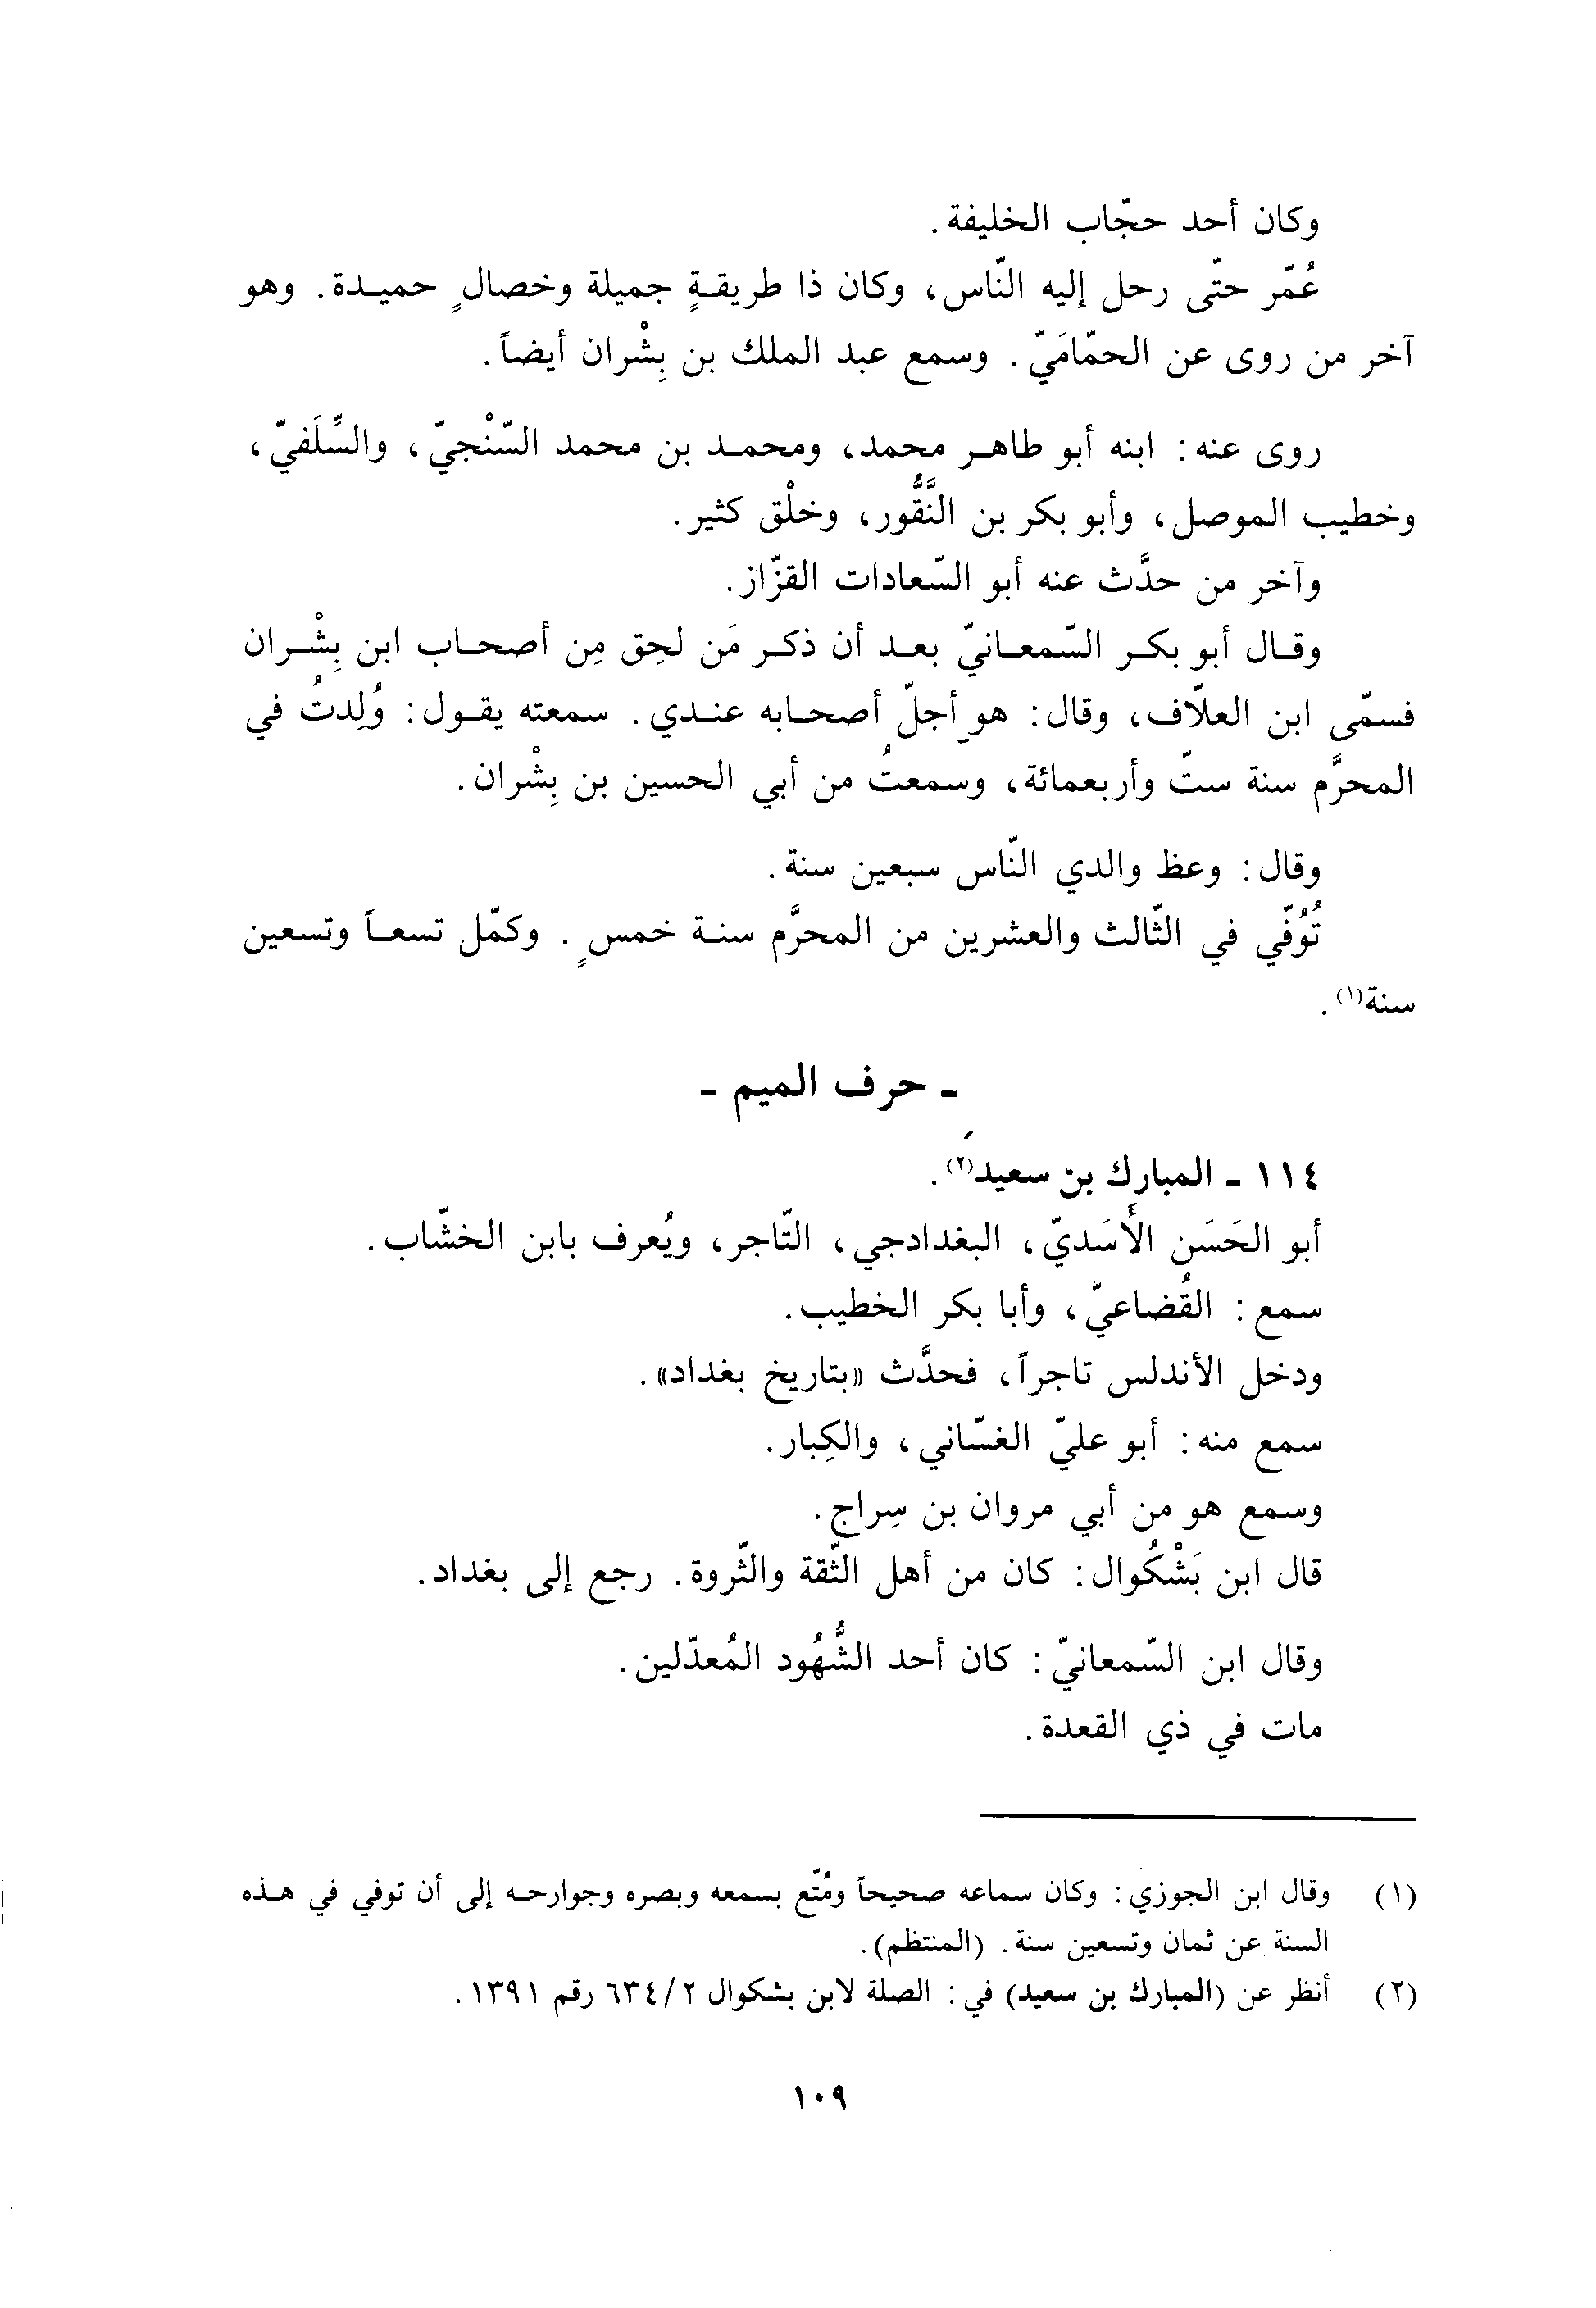 وكان أحد حجّاب الخليفة.
عُمّر حتّى رحل إليه النّاس، وكان ذا طريقةٍ جميلة وخصالٍ حميدة. وهو
آخر من روى عن الحمّامَيّ. وسمع عبد الملك بن بِشْران أيضاً.
روى عنه: ابنه أبو طاهر محمد، ومحمد بن محمد السّنْجيّ، والسِّلَفيّ،
وخطيب الموصل، وأبو بكر بن النَّقُّور، وخلْق كثير.
وآخر من حدَّث عنه أبو السّعادات القزّاز.
وقال أبو بكر السّمعانيّ بعد أن ذكر مَن لحِق مِن أصحاب ابن بِشْران
فسمّى ابن العلّاف، وقال: هو أجلّ أصحابه عندي. سمعته يقول: وُلِدتُ في
المحرَّم سنة ستّ وأربعمائة، وسمعتُ من أبي الحسين بن بِشْران.
وقال: وعظ والدي النّاس سبعين سنة.
تُوُفّي في الثّالث والعشرين من المحرَّم سنة خمسٍ. وكمّل تسعاً وتسعين
سنة(١).
ـ حرف الميم ـ
١١٤ ـ المبارك بن سعيد(٢).
أبو الحَسَن الأَسَديّ، البغدادجي، التّاجر، ويُعرف بابن الخشّاب.
سمع: القُضاعيّ، وأبا بكر الخطيب.
ودخل الأندلس تاجراً، فحدَّث «بتاريخ بغداد».
سمع منه: أبو عليّ الغسّاني، والكِبار.
وسمع هو من أبي مروان بن سِراج.
قال ابن بَشْكُوال: كان من أهل الثّقة والثّروة. رجع إلى بغداد.
وقال ابن السّمعانيّ: كان أحد الشُّهُود المُعدّلين.
مات في ذي القعدة.
(١) وقال ابن الجوزي: وكان سماعه صحيحاً ومُتّع بسمعه وبصره وجوارحه إلى أن توفي في هذه
السنة عن ثمان وتسعين سنة. (المنتظم).
(٢) أنظر عن (المبارك بن سعيد) في: الصلة لابن بشكوال ٢/ ٦٣٤ رقم ١٣٩١.
١٠٩